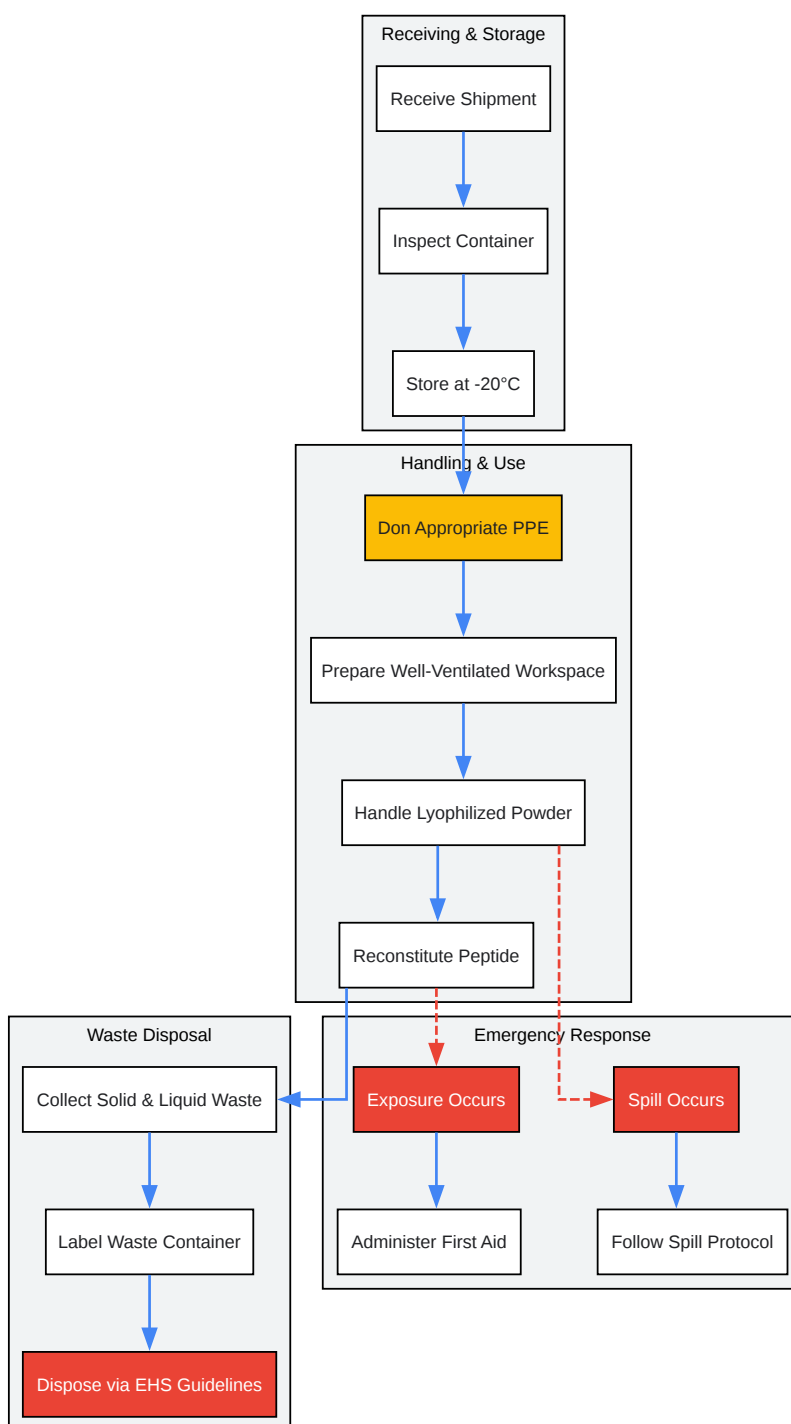 Receiving & Storage
Receive Shipment
Inspect Container
Store at -20°C
Handling & Use
Don Appropriate PPE
Prepare Well-Ventilated Workspace
Handle Lyophilized Powder
Reconstitute Peptide
Waste Disposal
Collect Solid & Liquid Waste
Label Waste Container
Dispose via EHS Guidelines
Emergency Response
Exposure Occurs
Spill Occurs
Administer First Aid
Follow Spill Protocol